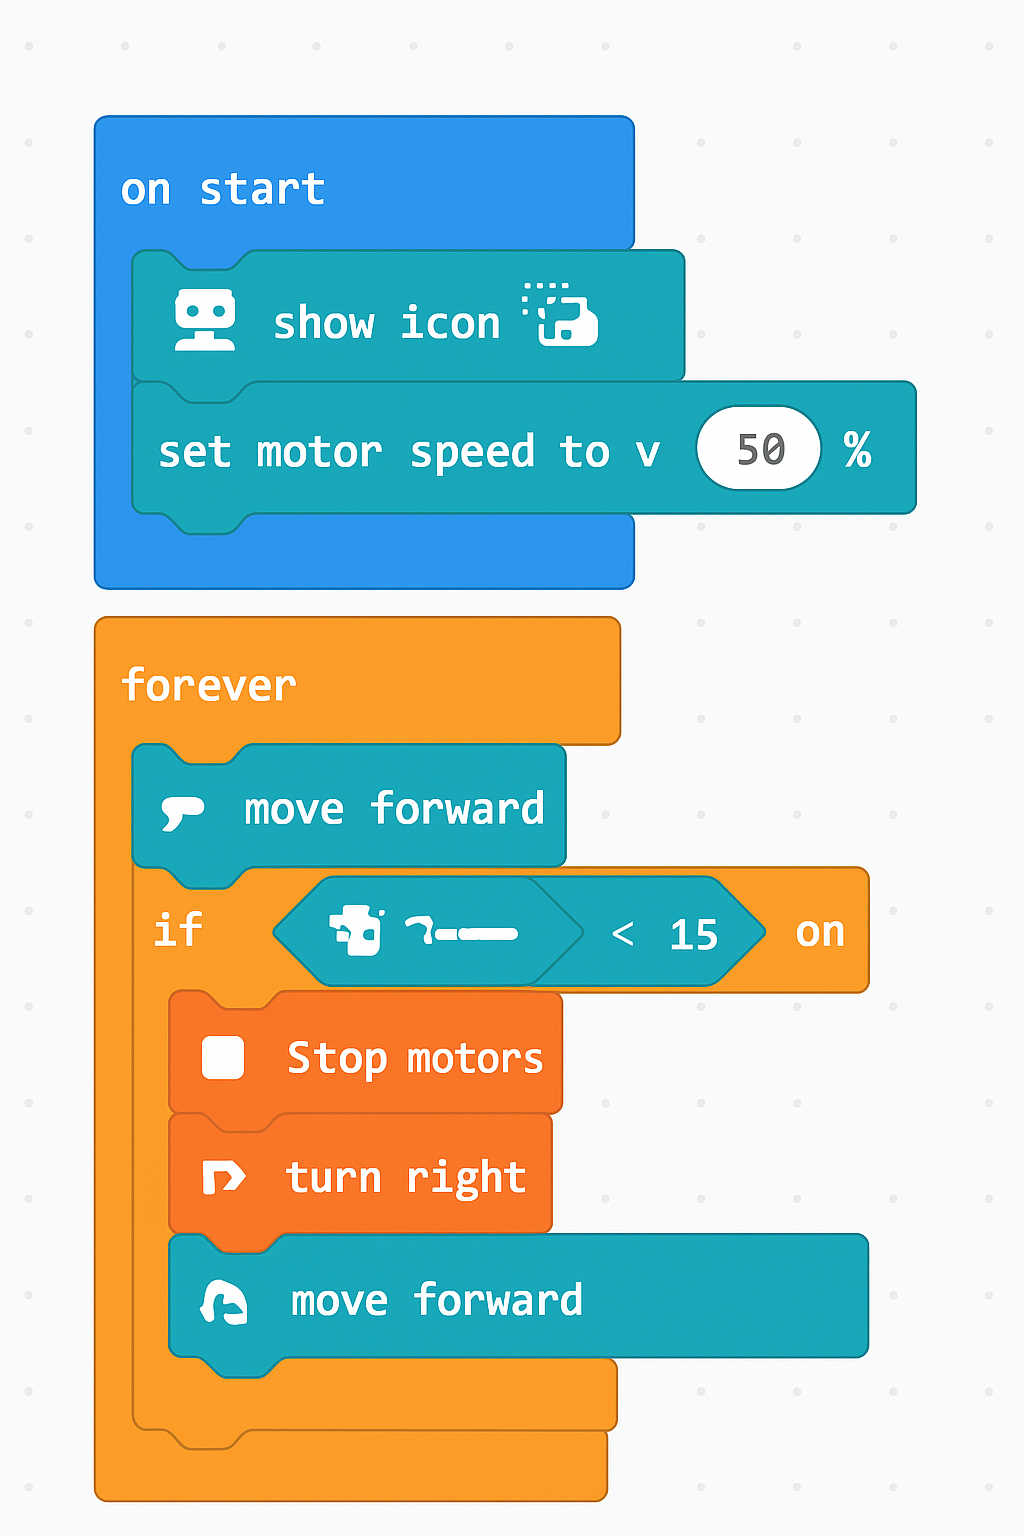 on start
show icon
set motor speed to v 50 %
forever
move forward
if < 15 on
Stop motors
turn right
move forward